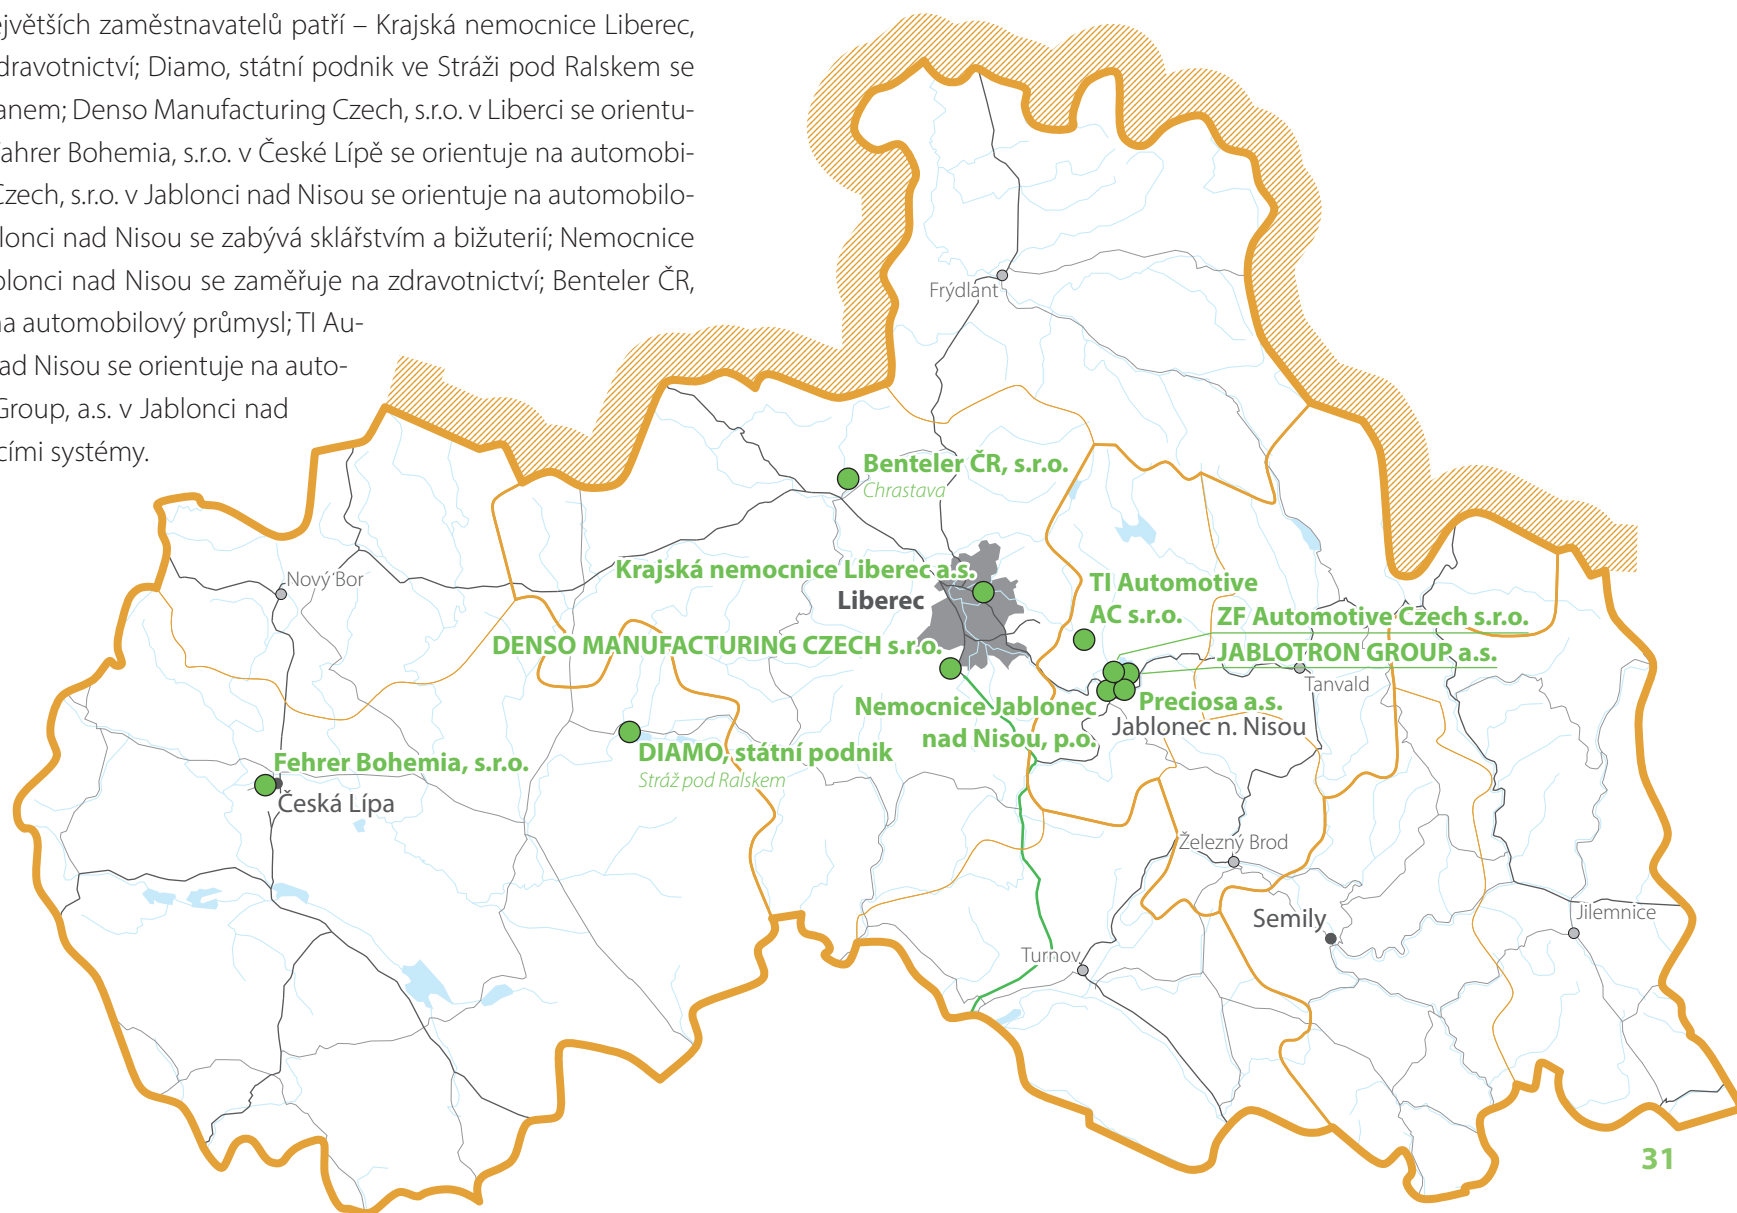 jvětších zaměstnavatelů patří – Krajská nemocnice Liberec,
dravotnictví; Diamo, státní podnik ve Stráži pod Ralskem se
anem; Denso Manufacturing Czech, s.r.o. v Liberci se orientu-
ahrer Bohemia, s.r.o. v České Lípě se orientuje na automobi-
Czech, s.r.o. v Jablonci nad Nisou se orientuje na automobilo-
lonci nad Nisou se zabývá sklářstvím a bižuterií; Nemocnice
blonci nad Nisou se zaměřuje na zdravotnictví; Benteler ČR,
na automobilový průmysl; TI Au-
ad Nisou se orientuje na auto-
Group, a.s. v Jablonci nad
cími systémy.
Frýdlant
Benteler ČR, s.r.o.
Chrastava
Nový Bor
Krajská nemocnice Liberec a.s.
Liberec
TI Automotive
AC s.r.o.
ZF Automotive Czech s.r.o.
DENSO MANUFACTURING CZECH s.r.o.
JABLOTRON GROUP a.s.
Tanvald
Nemocnice Jablonec
nad Nisou, p.o.
Preciosa a.s.
Jablonec n. Nisou
DIAMO, státní podnik
Stráž pod Ralskem
Fehrer Bohemia, s.r.o.
Česká Lípa
Železný Brod
Semily
Jilemnice
Turnov
31